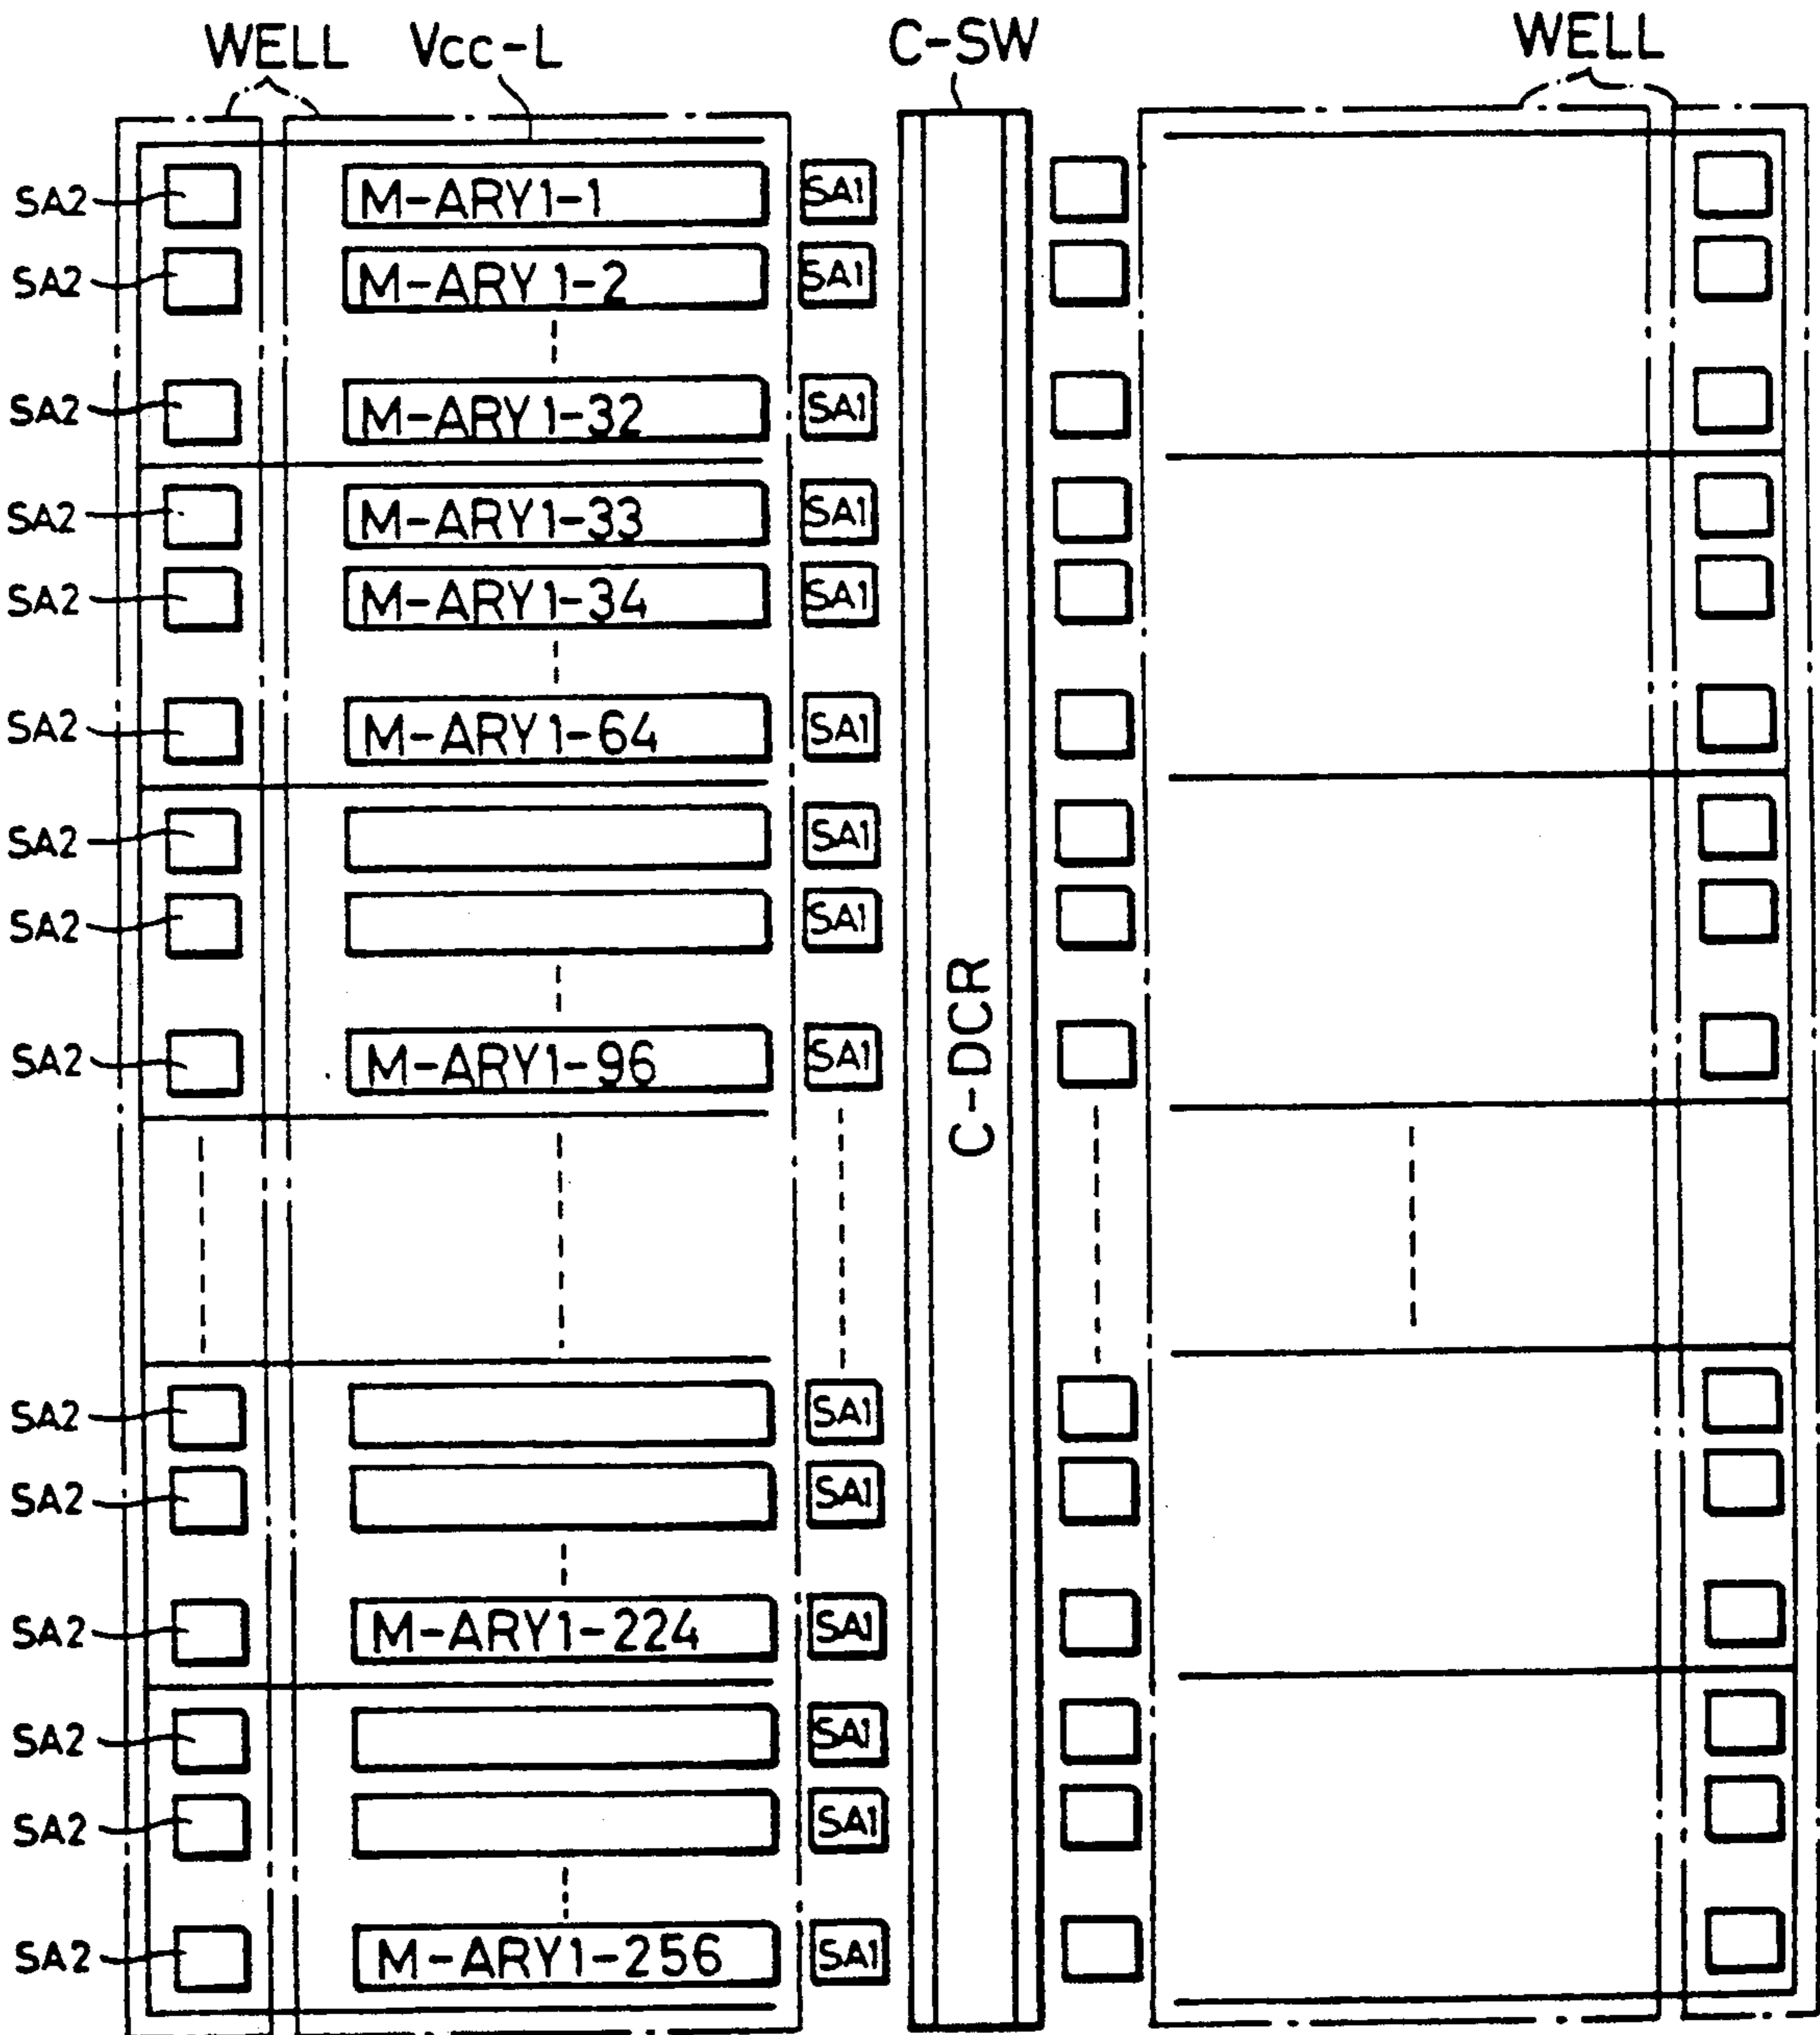 WELL Vcc-L C-SW WELL
SA2 M-ARY1-1 SA1
SA2 M-ARY1-2 SA1
SA2 M-ARY1-32 SA1
SA2 M-ARY1-33 SA1
SA2 M-ARY1-34 SA1
SA2 M-ARY1-64 SA1
SA2 SA1
SA2 SA1
C-DCR
SA2 M-ARY1-96 SA1
SA2 SA1
SA2 SA1
SA2 M-ARY1-224 SA1
SA2 SA1
SA2 SA1
SA2 M-ARY1-256 SA1